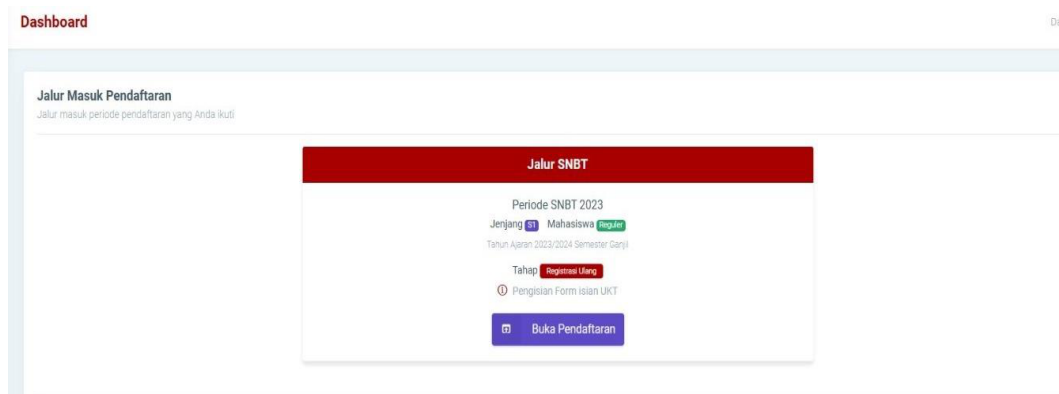 Dashboard
Jalur Masuk Pendaftaran
Jalur masuk periode pendaftaran yang Anda ikuti
Jalur SNBT
Periode SNBT 2023
Jenjang S1 Mahasiswa Reguler
Tahun Ajaran 2023/2024 Semester Ganjil
Tahap Registrasi Ulang
Pengisian Form isian UKT
Buka Pendaftaran